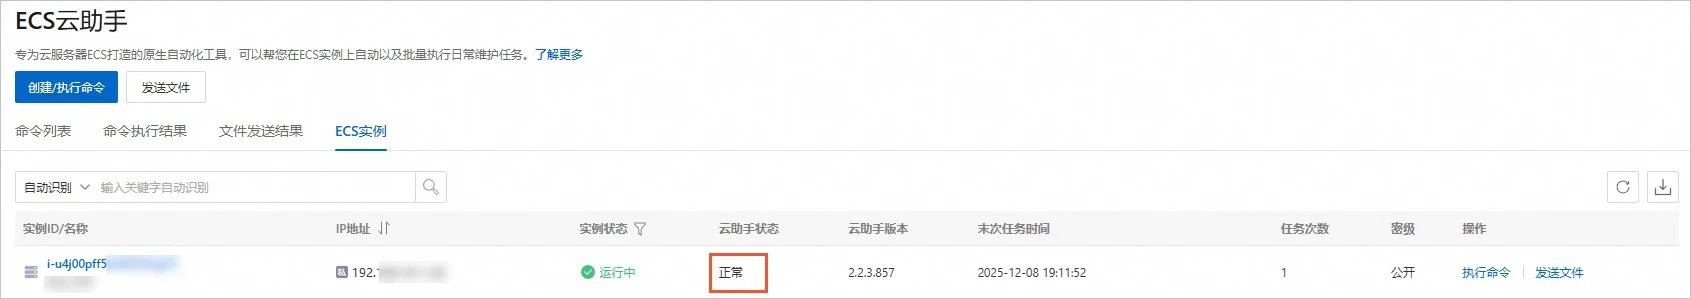 ECS云助手
专为云服务器ECS打造的原生自动化工具，可以帮您在ECS实例上自动以及批量执行日常维护任务。了解更多
创建/执行命令 发送文件
命令列表 命令执行结果 文件发送结果 ECS实例
自动识别 输入关键字自动识别
实例ID/名称 IP地址 实例状态 云助手状态 云助手版本 末次任务时间 任务次数 密级 操作
i-u4j00pff5 私 192. 运行中 正常 2.2.3.857 2025-12-08 19:11:52 1 公开 执行命令 发送文件